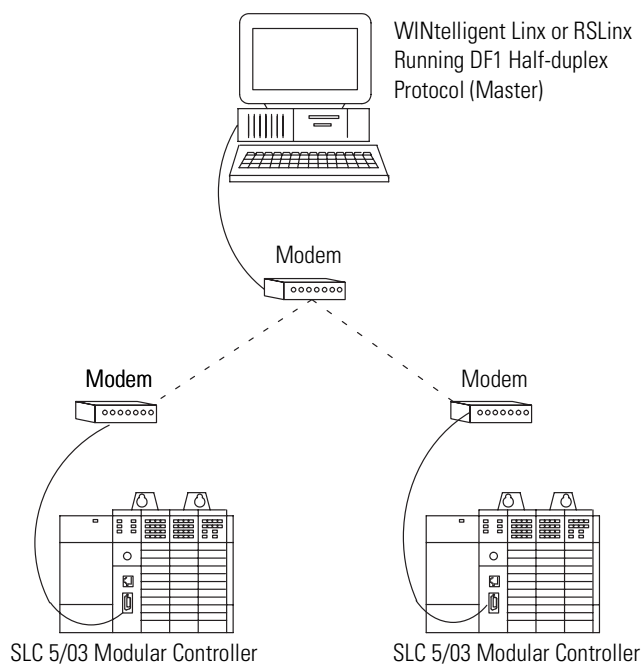 WINtelligent Linx or RSLinx
Running DF1 Half-duplex
Protocol (Master)
Modem
Modem
Modem
SLC 5/03 Modular Controller
SLC 5/03 Modular Controller